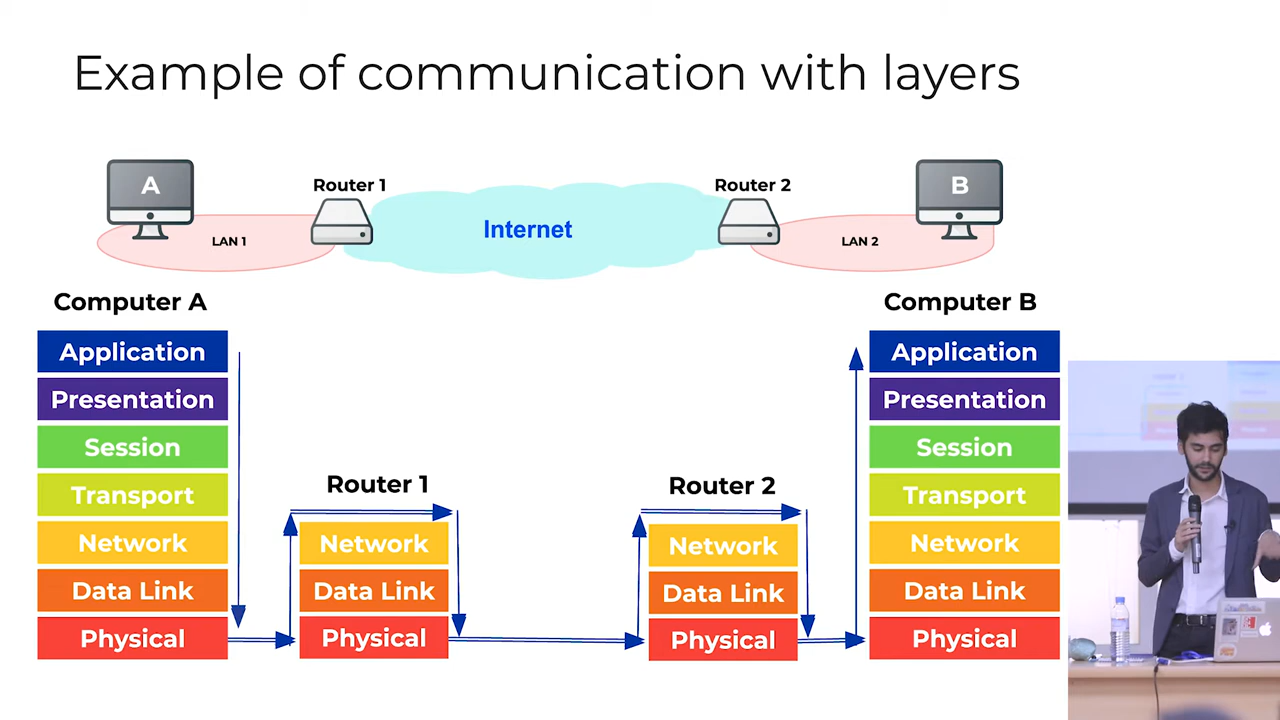 Example of communication with layers
A
Router 1
Internet
Router 2
B
LAN 1
LAN 2
Computer A
Computer B
Application
Presentation
Session
Transport
Network
Data Link
Physical
Router 1
Network
Data Link
Physical
Router 2
Network
Data Link
Physical
Application
Presentation
Session
Transport
Network
Data Link
Physical